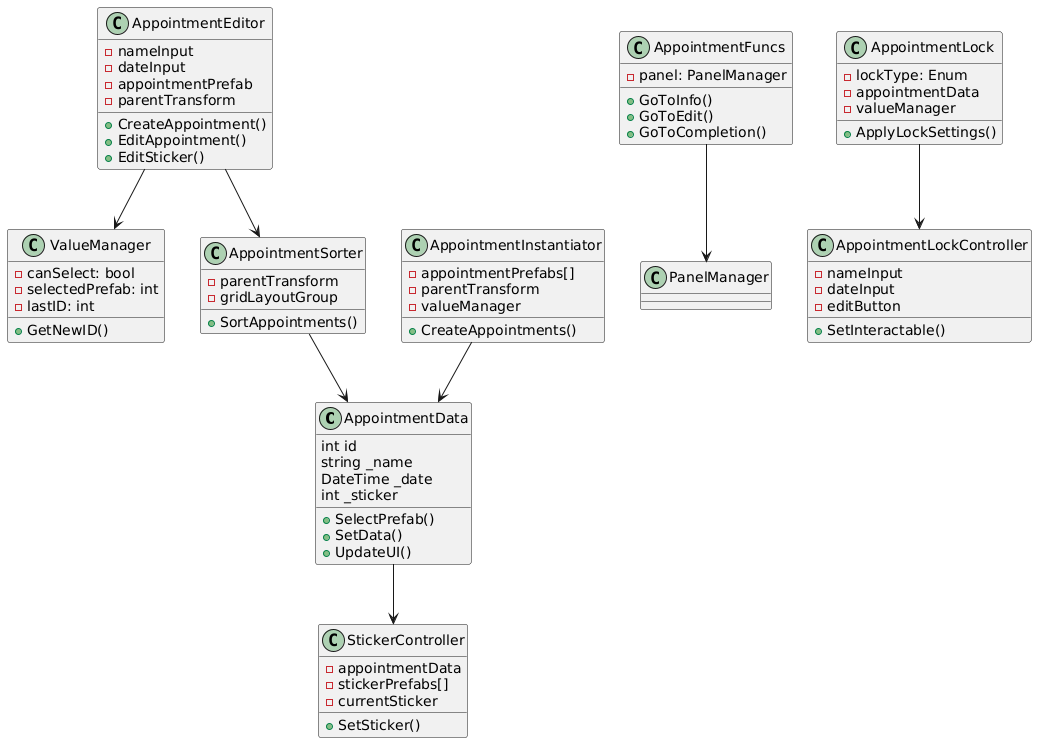 C AppointmentEditor
nameInput
dateInput
appointmentPrefab
parentTransform
CreateAppointment()
EditAppointment()
EditSticker()
C AppointmentFuncs
panel: PanelManager
GoToInfo()
GoToEdit()
GoToCompletion()
C AppointmentLock
lockType: Enum
appointmentData
valueManager
ApplyLockSettings()
C ValueManager
canSelect: bool
selectedPrefab: int
lastID: int
GetNewID()
C AppointmentSorter
parentTransform
gridLayoutGroup
SortAppointments()
C AppointmentInstantiator
appointmentPrefabs[]
parentTransform
valueManager
CreateAppointments()
C PanelManager
C AppointmentLockController
nameInput
dateInput
editButton
SetInteractable()
C AppointmentData
int id
string _name
DateTime _date
int _sticker
SelectPrefab()
SetData()
UpdateUI()
C StickerController
appointmentData
stickerPrefabs[]
currentSticker
SetSticker()